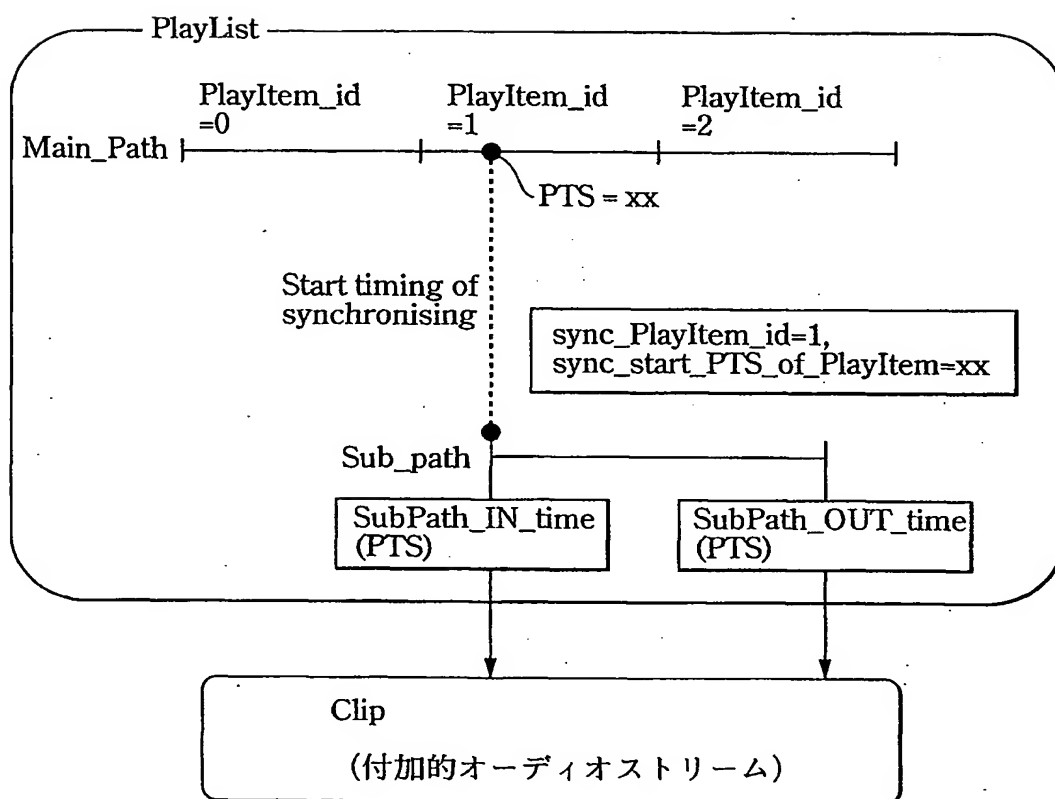 PlayList
PlayItem_id
=0
PlayItem_id
=1
PlayItem_id
=2
Main_Path
PTS = xx
Start timing of
synchronising
sync_PlayItem_id=1,
sync_start_PTS_of_PlayItem=xx
Sub_path
SubPath_IN_time
(PTS)
SubPath_OUT_time
(PTS)
Clip
(付加的オーディオストリーム)